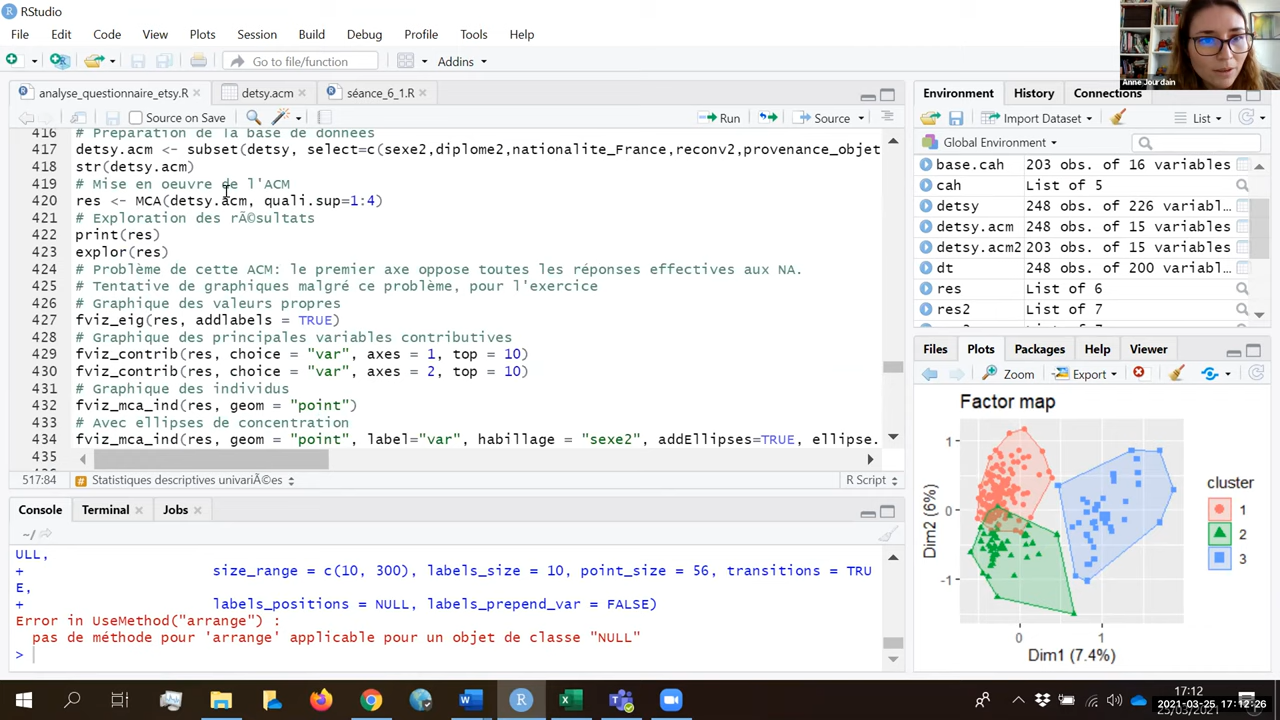 RStudio
File Edit Code View Plots Session Build Debug Profile Tools Help
Go to file/function Addins
analyse_questionnaire_etsy.R detsy.acm séance_6_1.R
Source on Save Run Source
416 # Préparation de la base de données
417 detsy.acm <- subset(detsy, select=c(sexe2,diplome2,nationalite_France,reconv2,provenance_objet
418 str(detsy.acm)
419 # Mise en oeuvre de l'ACM
420 res <- MCA(detsy.acm, quali.sup=1:4)
421 # Exploration des rÃ©sultats
422 print(res)
423 explor(res)
424 # Problème de cette ACM: le premier axe oppose toutes les réponses effectives aux NA.
425 # Tentative de graphiques malgré ce problème, pour l'exercice
426 # Graphique des valeurs propres
427 fviz_eig(res, addlabels = TRUE)
428 # Graphique des principales variables contributives
429 fviz_contrib(res, choice = "var", axes = 1, top = 10)
430 fviz_contrib(res, choice = "var", axes = 2, top = 10)
431 # Graphique des individus
432 fviz_mca_ind(res, geom = "point")
433 # Avec ellipses de concentration
434 fviz_mca_ind(res, geom = "point", label="var", habillage = "sexe2", addEllipses=TRUE, ellipse.
435
517:84 Statistiques descriptives univariÃ©es R Script
Console Terminal Jobs
~/
ULL,
+ size_range = c(10, 300), labels_size = 10, point_size = 56, transitions = TRU
E,
+ labels_positions = NULL, labels_prepend_var = FALSE)
Error in UseMethod("arrange") :
pas de méthode pour 'arrange' applicable pour un objet de classe "NULL"
>
Anne Jourdain
Environment History Connections
Import Dataset List
Global Environment
base.cah 203 obs. of 16 variables
cah List of 5
detsy 248 obs. of 226 variabl…
detsy.acm 248 obs. of 15 variables
detsy.acm2 203 obs. of 15 variables
dt 248 obs. of 200 variabl…
res List of 6
res2 List of 7
Files Plots Packages Help Viewer
Zoom Export
Factor map
1
0
-1
Dim2 (6%)
0 1
Dim1 (7.4%)
cluster
1
2
3
17:12
2021-03-25 17:12:26